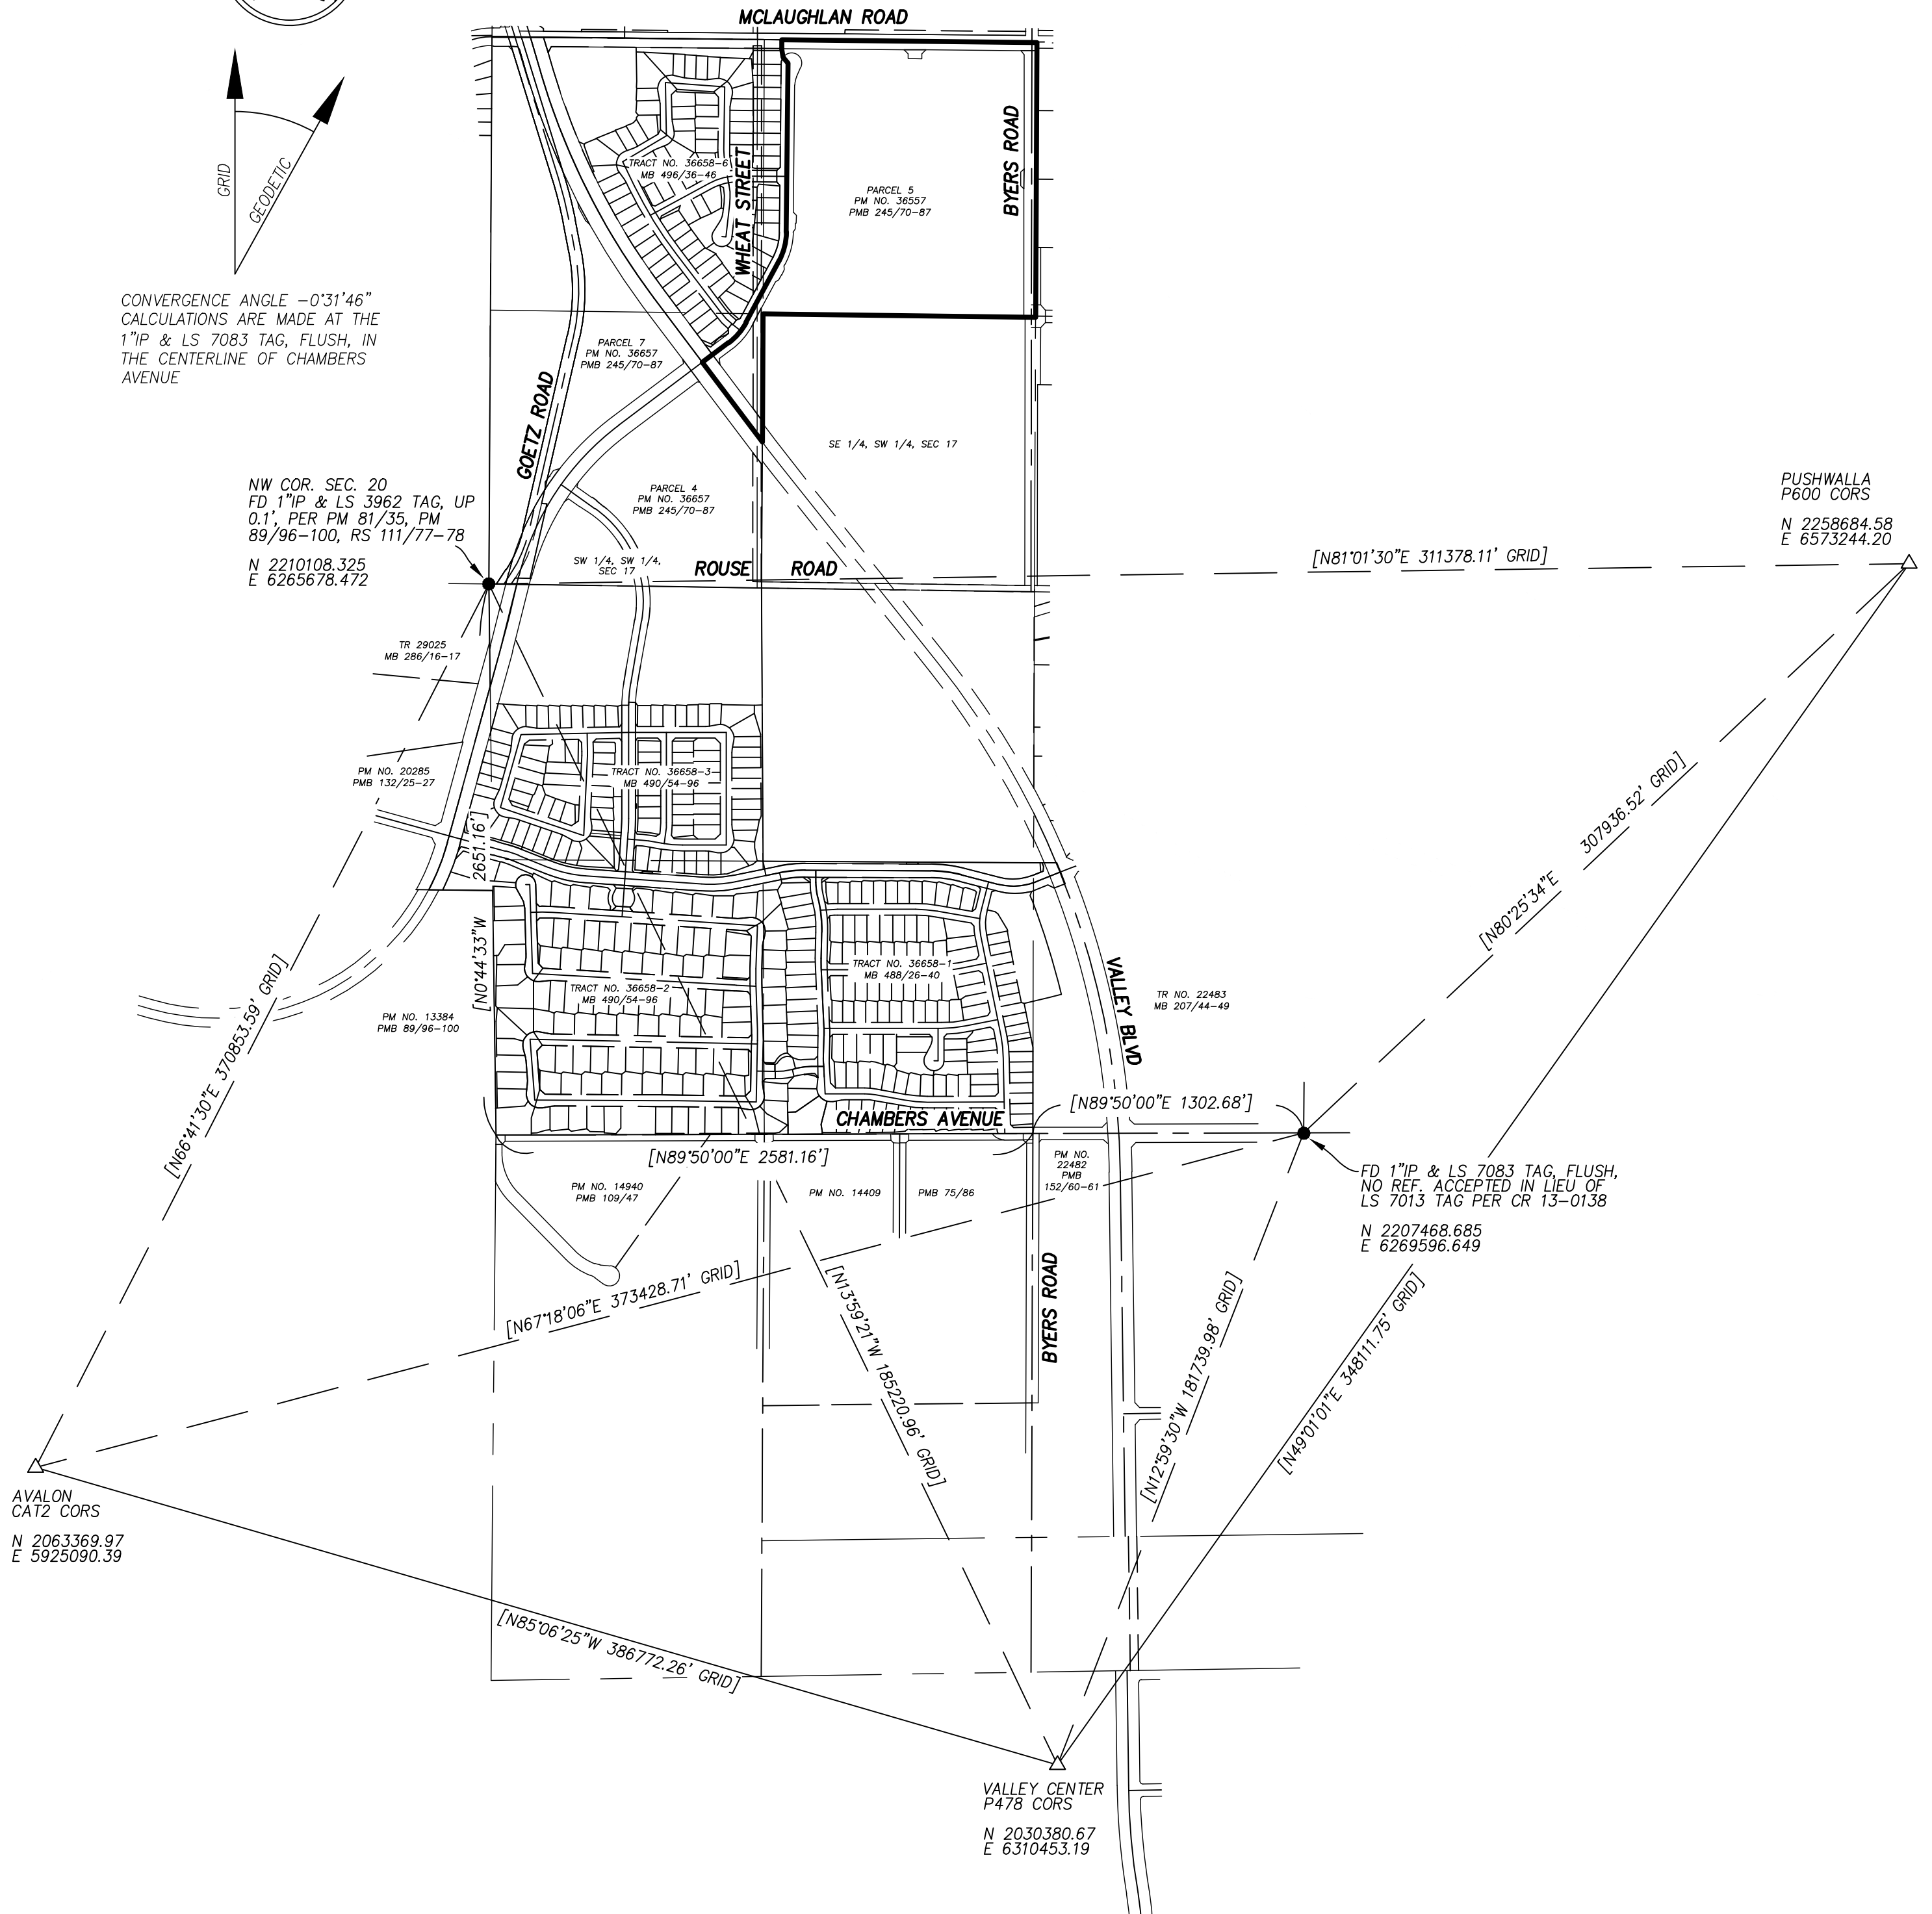 MCLAUGHLAN ROAD
GRID
GEODETIC
CONVERGENCE ANGLE -0°31'46"
CALCULATIONS ARE MADE AT THE
1"IP & LS 7083 TAG, FLUSH, IN
THE CENTERLINE OF CHAMBERS
AVENUE
TRACT NO. 36658-6
MB 496/36-46
WHEAT STREET
PARCEL 5
PM NO. 36557
PMB 245/70-87
BYERS ROAD
PARCEL 7
PM NO. 36657
PMB 245/70-87
GOETZ ROAD
SE 1/4, SW 1/4, SEC 17
NW COR. SEC. 20
FD 1"IP & LS 3962 TAG, UP
0.1', PER PM 81/35, PM
89/96-100, RS 111/77-78
N 2210108.325
E 6265678.472
PARCEL 4
PM NO. 36657
PMB 245/70-87
SW 1/4, SW 1/4,
SEC 17
ROUSE ROAD
PUSHWALLA
P600 CORS
N 2258684.58
E 6573244.20
[N81°01'30"E 311378.11' GRID]
TR 29025
MB 286/16-17
PM NO. 20285
PMB 132/25-27
TRACT NO. 36658-3
MB 490/54-96
[N0°44'33"W 2651.16']
[N80°25'34"E 307936.52' GRID]
TRACT NO. 36658-2
MB 490/54-96
TRACT NO. 36658-1
MB 488/26-40
VALLEY BLVD
TR NO. 22483
MB 207/44-49
PM NO. 13384
PMB 89/96-100
[N66°41'30"E 370853.59' GRID]
CHAMBERS AVENUE
[N89°50'00"E 1302.68']
[N89°50'00"E 2581.16']
PM NO.
22482
PMB
152/60-61
PM NO. 14940
PMB 109/47
PM NO. 14409 PMB 75/86
FD 1"IP & LS 7083 TAG, FLUSH,
NO REF. ACCEPTED IN LIEU OF
LS 7013 TAG PER CR 13-0138
N 2207468.685
E 6269596.649
BYERS ROAD
[N67°18'06"E 373428.71' GRID]
[N13°59'21"W 185220.96' GRID]
[N12°59'30"W 181739.98' GRID]
[N49°01'01"E 348111.75' GRID]
AVALON
CAT2 CORS
N 2063369.97
E 5925090.39
[N85°06'25"W 386772.26' GRID]
VALLEY CENTER
P478 CORS
N 2030380.67
E 6310453.19